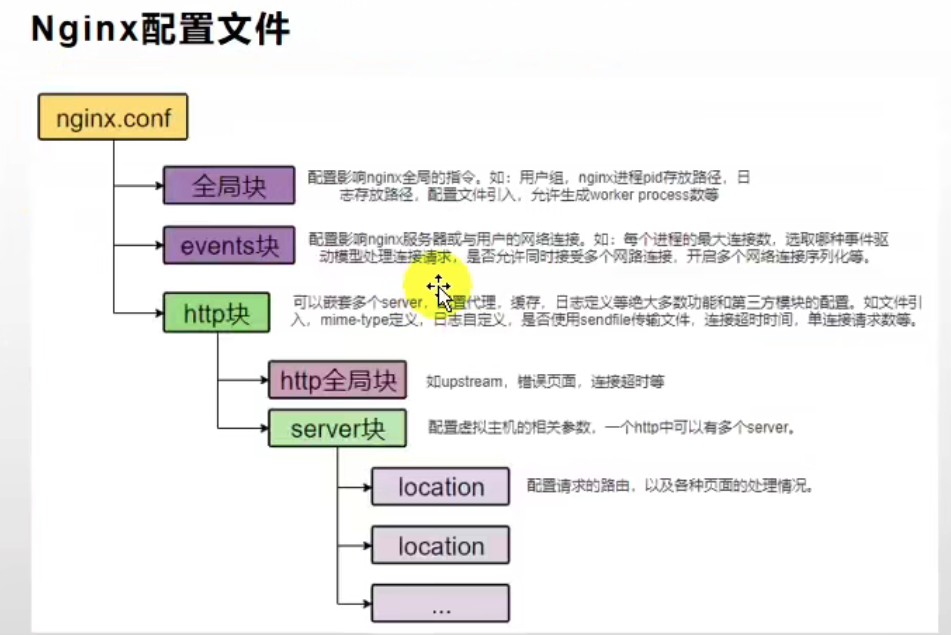 Nginx配置文件
nginx.conf
全局块
配置影响nginx全局的指令。如：用户组，nginx进程pid存放路径，日
志存放路径，配置文件引入，允许生成worker process数等
events块
配置影响nginx服务器或与用户的网络连接。如：每个进程的最大连接数，选取哪种事件驱
动模型处理连接请求，是否允许同时接受多个网路连接，开启多个网络连接序列化等。
http块
可以嵌套多个server，配置代理，缓存，日志定义等绝大多数功能和第三方模块的配置。如文件引
入，mime-type定义，日志自定义，是否使用sendfile传输文件，连接超时时间，单连接请求数等。
http全局块
如upstream，错误页面，连接超时等
server块
配置虚拟主机的相关参数，一个http中可以有多个server。
location
配置请求的路由，以及各种页面的处理情况。
location
...